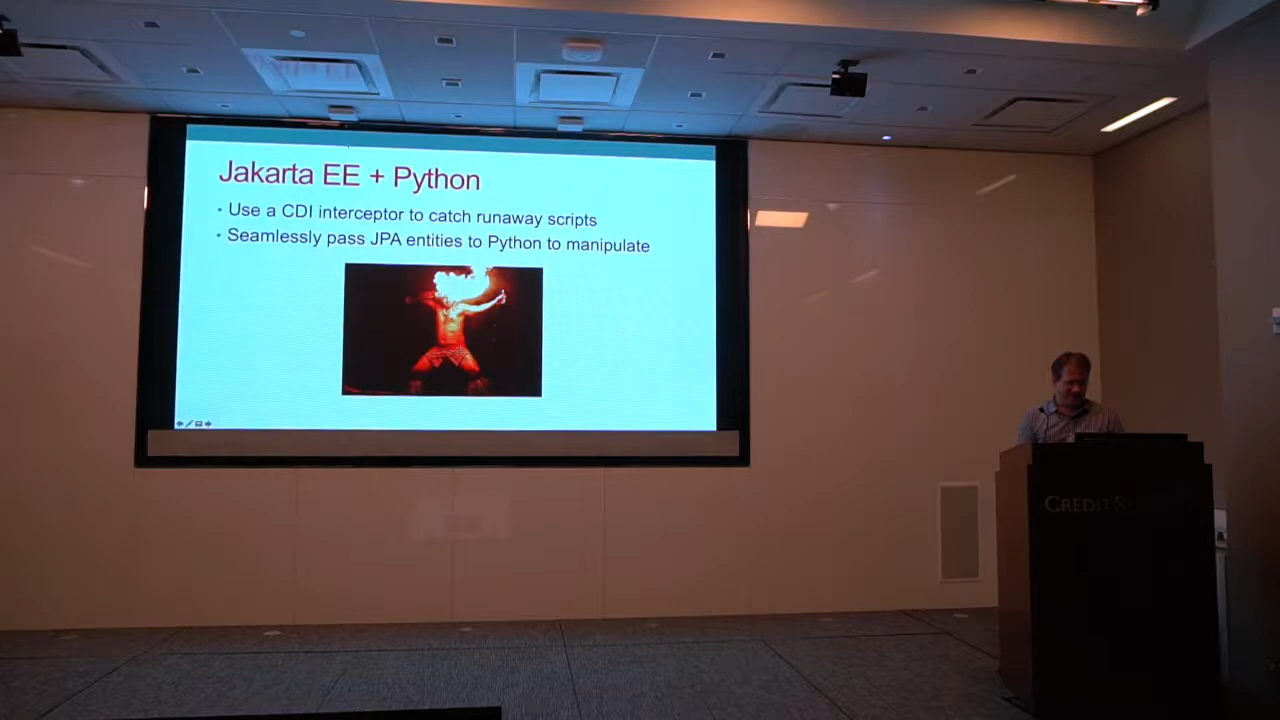 Jakarta EE + Python
• Use a CDI interceptor to catch runaway scripts
• Seamlessly pass JPA entities to Python to manipulate
CREDIT